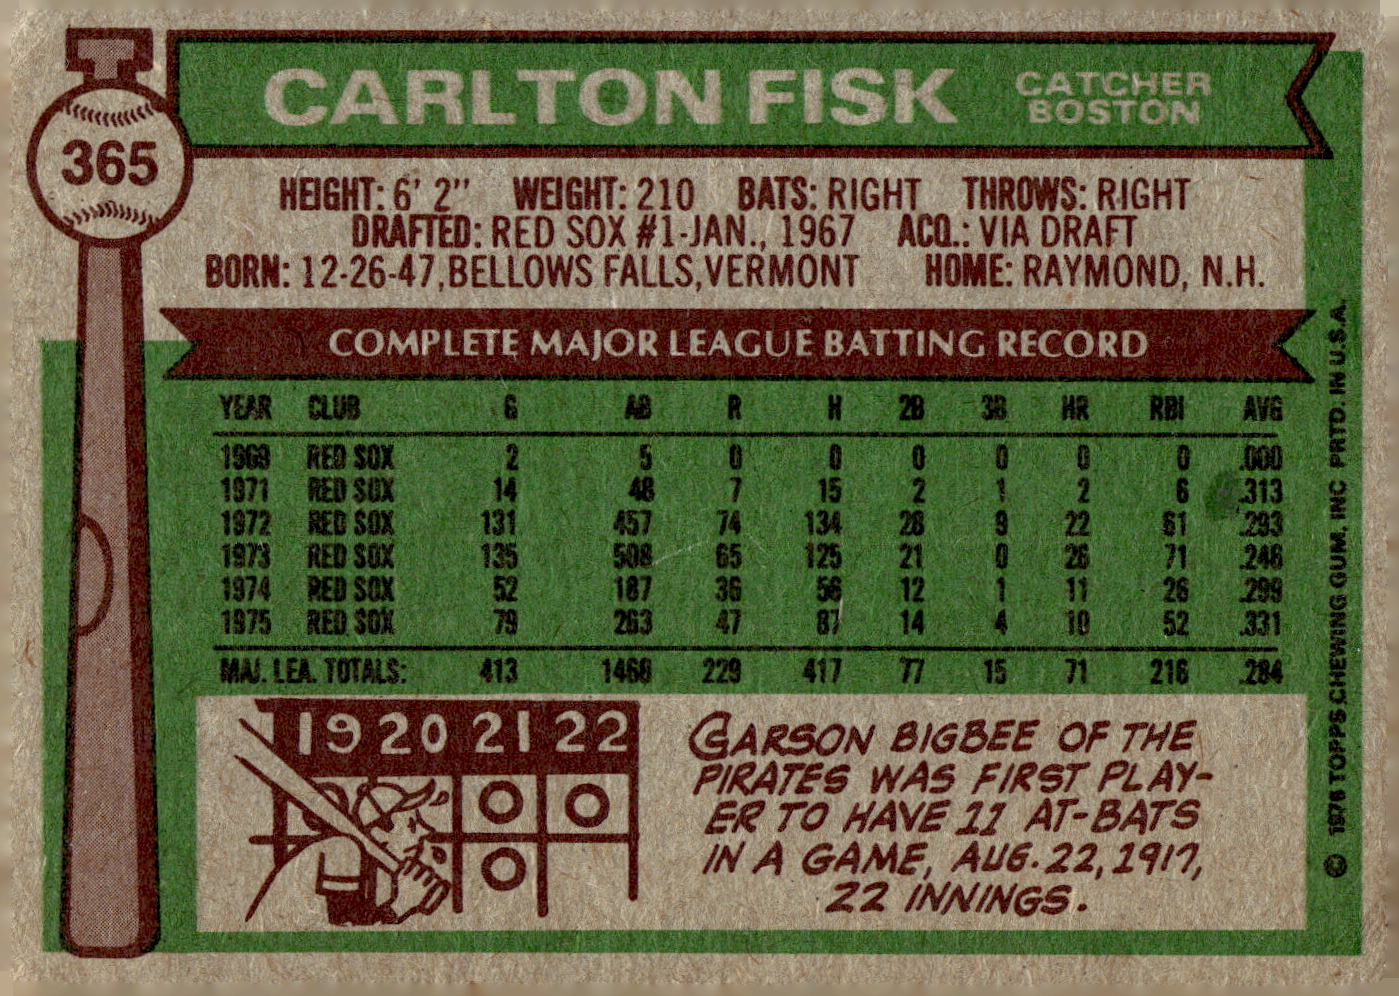 365
CARLTON FISK CATCHER
BOSTON
HEIGHT: 6' 2" WEIGHT: 210 BATS: RIGHT THROWS: RIGHT
DRAFTED: RED SOX #1-JAN., 1967 ACQ.: VIA DRAFT
BORN: 12-26-47, BELLOWS FALLS, VERMONT HOME: RAYMOND, N.H.
COMPLETE MAJOR LEAGUE BATTING RECORD
YEAR CLUB G AB R H 2B 3B HR RBI AVG
1969 RED SOX 2 5 0 0 0 0 0 0 .000
1971 RED SOX 14 48 7 15 2 1 2 6 .313
1972 RED SOX 131 457 74 134 28 9 22 61 .293
1973 RED SOX 135 508 65 125 21 0 26 71 .246
1974 RED SOX 52 187 36 56 12 1 11 26 .299
1975 RED SOX 79 263 47 87 14 4 10 52 .331
MAJ. LEA. TOTALS: 413 1468 229 417 77 15 71 216 .284
19 20 21 22
0 0
0
GARSON BIGBEE OF THE
PIRATES WAS FIRST PLAY-
ER TO HAVE 11 AT-BATS
IN A GAME, AUG. 22, 1917,
22 INNINGS.
© 1976 TOPPS CHEWING GUM, INC PRTD. IN U.S.A.